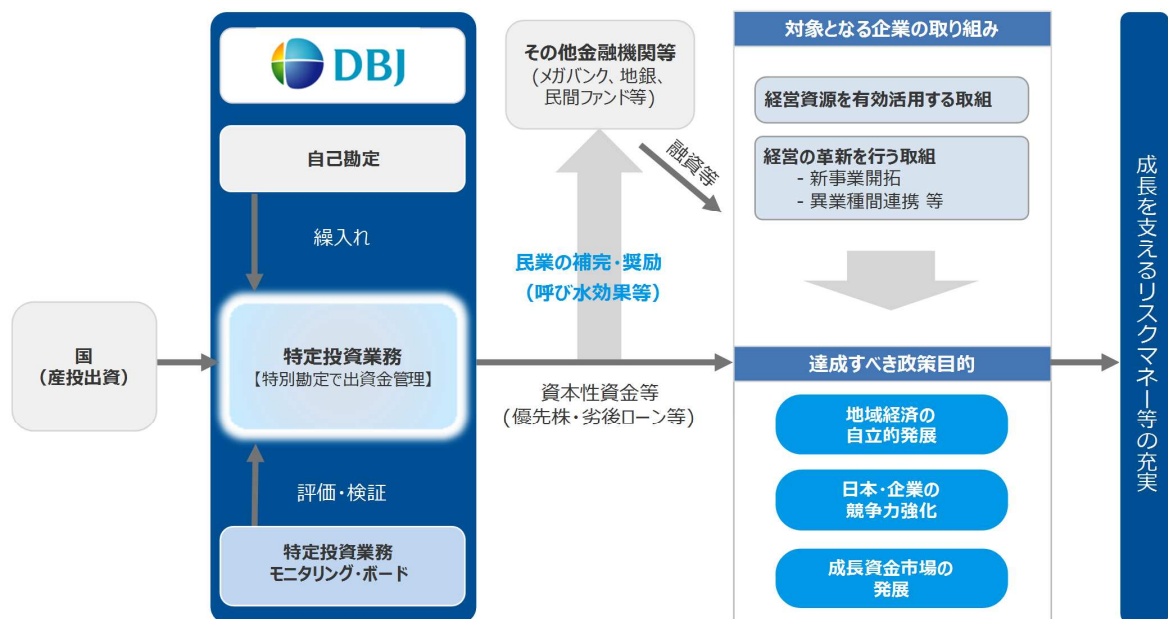 DBJ
自己勘定
繰入れ
国
(産投出資)
特定投資業務
【特別勘定で出資金管理】
評価・検証
特定投資業務
モニタリング・ボード
その他金融機関等
(メガバンク、地銀、
民間ファンド等)
融資等
民業の補完・奨励
(呼び水効果等)
資本性資金等
(優先株・劣後ローン等)
対象となる企業の取り組み
経営資源を有効活用する取組
経営の革新を行う取組
- 新事業開拓
- 異業種間連携 等
達成すべき政策目的
地域経済の
自立的発展
日本・企業の
競争力強化
成長資金市場の
発展
成長を支えるリスクマネー等の充実